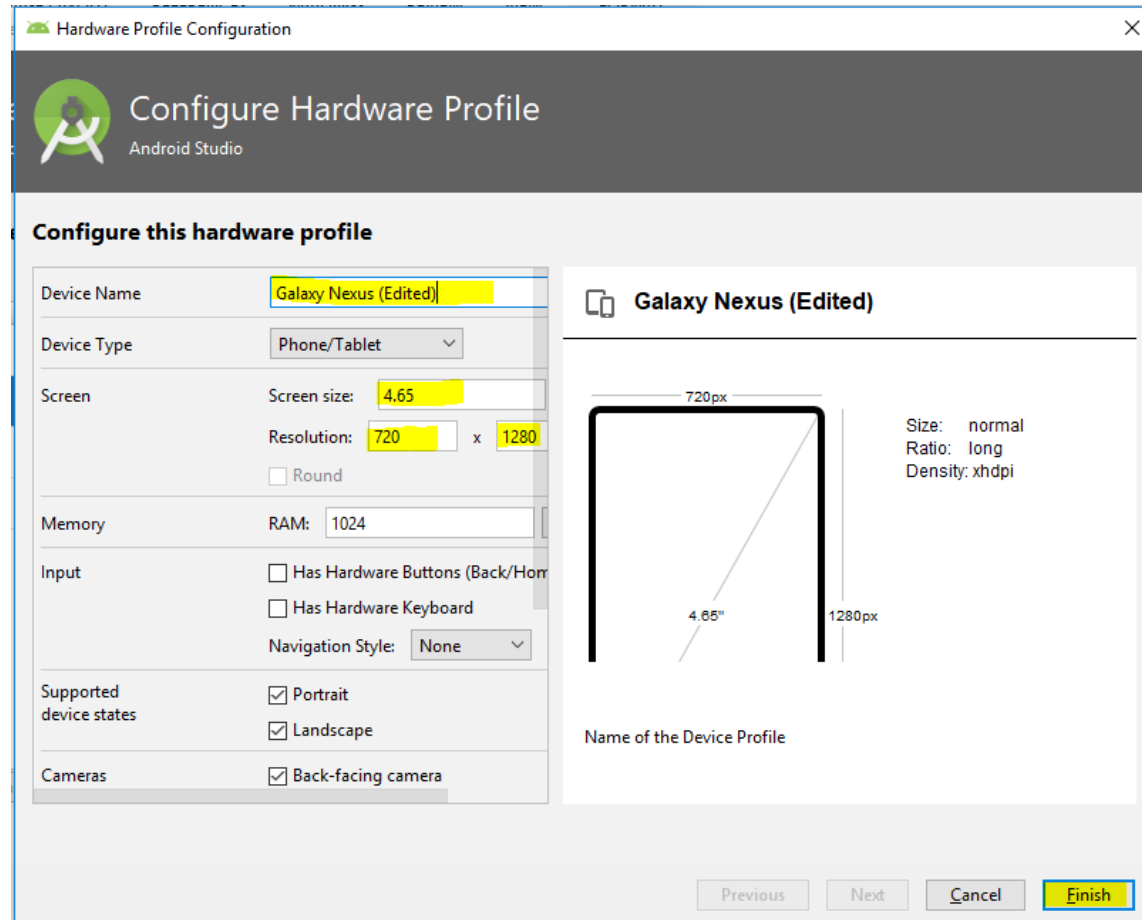 Hardware Profile Configuration
Configure Hardware Profile
Android Studio
Configure this hardware profile
Device Name Galaxy Nexus (Edited)
Device Type Phone/Tablet
Screen Screen size: 4.65
Resolution: 720 x 1280
Round
Memory RAM: 1024
Input Has Hardware Buttons (Back/Hom
Has Hardware Keyboard
Navigation Style: None
Supported
device states
Portrait
Landscape
Cameras Back-facing camera
Galaxy Nexus (Edited)
720px
Size: normal
Ratio: long
Density: xhdpi
4.65"
1280px
Name of the Device Profile
Previous Next Cancel Finish